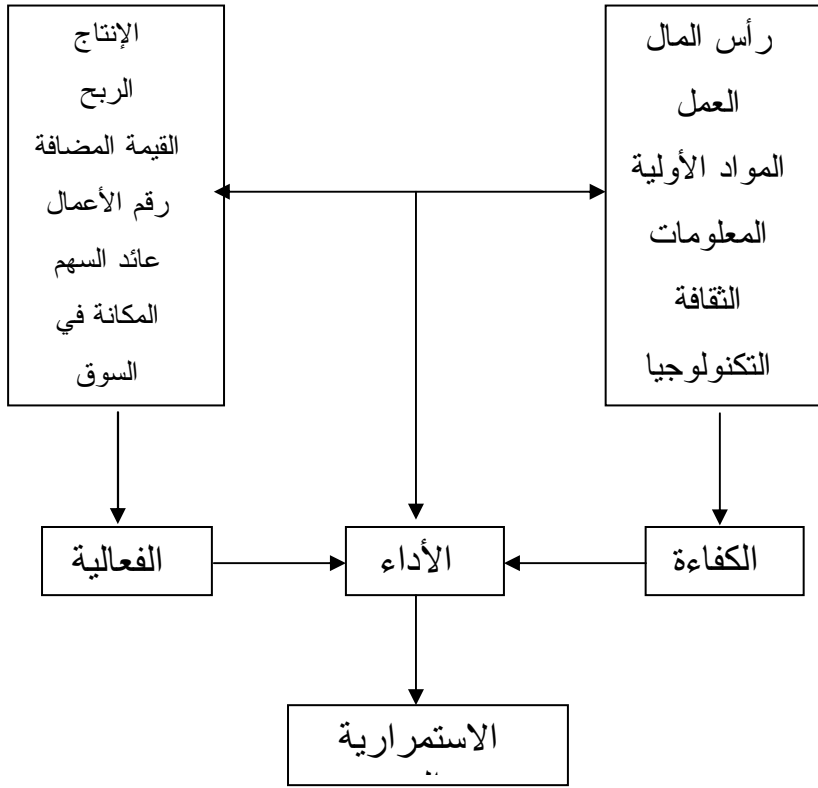 رأس المال
العمل
المواد الأولية
المعلومات
الثقافة
التكنولوجيا
الإنتاج
الربح
القيمة المضافة
رقم الأعمال
عائد السهم
المكانة في
السوق
الكفاءة
الأداء
الفعالية
الاستمرارية